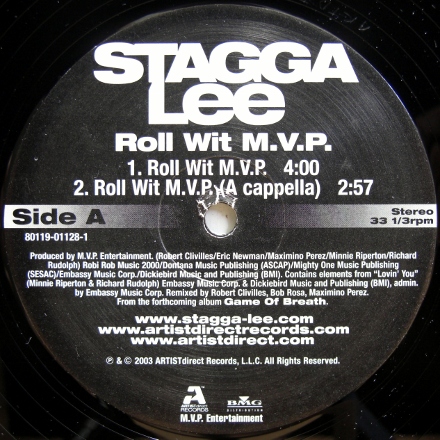 STAGGA
Lee
Roll Wit M.V.P.
1. Roll Wit M.V.P. 4:00
2. Roll Wit M.V.P. (A cappella) 2:57
Side A
Stereo
33 1/3rpm
80119-01128-1
Produced by M.V.P. Entertainment. (Robert Clivilles/Eric Newman/Maximino Perez/Minnie Riperton/Richard
Rudolph) Robi Rob Music 2000/Dontana Music Publishing (ASCAP)/Mighty One Music Publishing
(SESAC)/Embassy Music Corp./Dickiebird Music and Publishing (BMI). Contains elements from "Lovin' You"
(Minnie Riperton & Richard Rudolph) Embassy Music Corp. & Dickiebird Music and Publishing (BMI), admin.
by Embassy Music Corp. Remixed by Robert Clivilles, Bob Rosa, Maximino Perez.
From the forthcoming album Game Of Breath.
www.stagga-lee.com
www.artistdirectrecords.com
www.artistdirect.com
℗ & © 2003 ARTISTdirect Records, L.L.C. All Rights Reserved.
A
ARTISTdirect
RECORDS
BMG
DISTRIBUTION
M.V.P. Entertainment